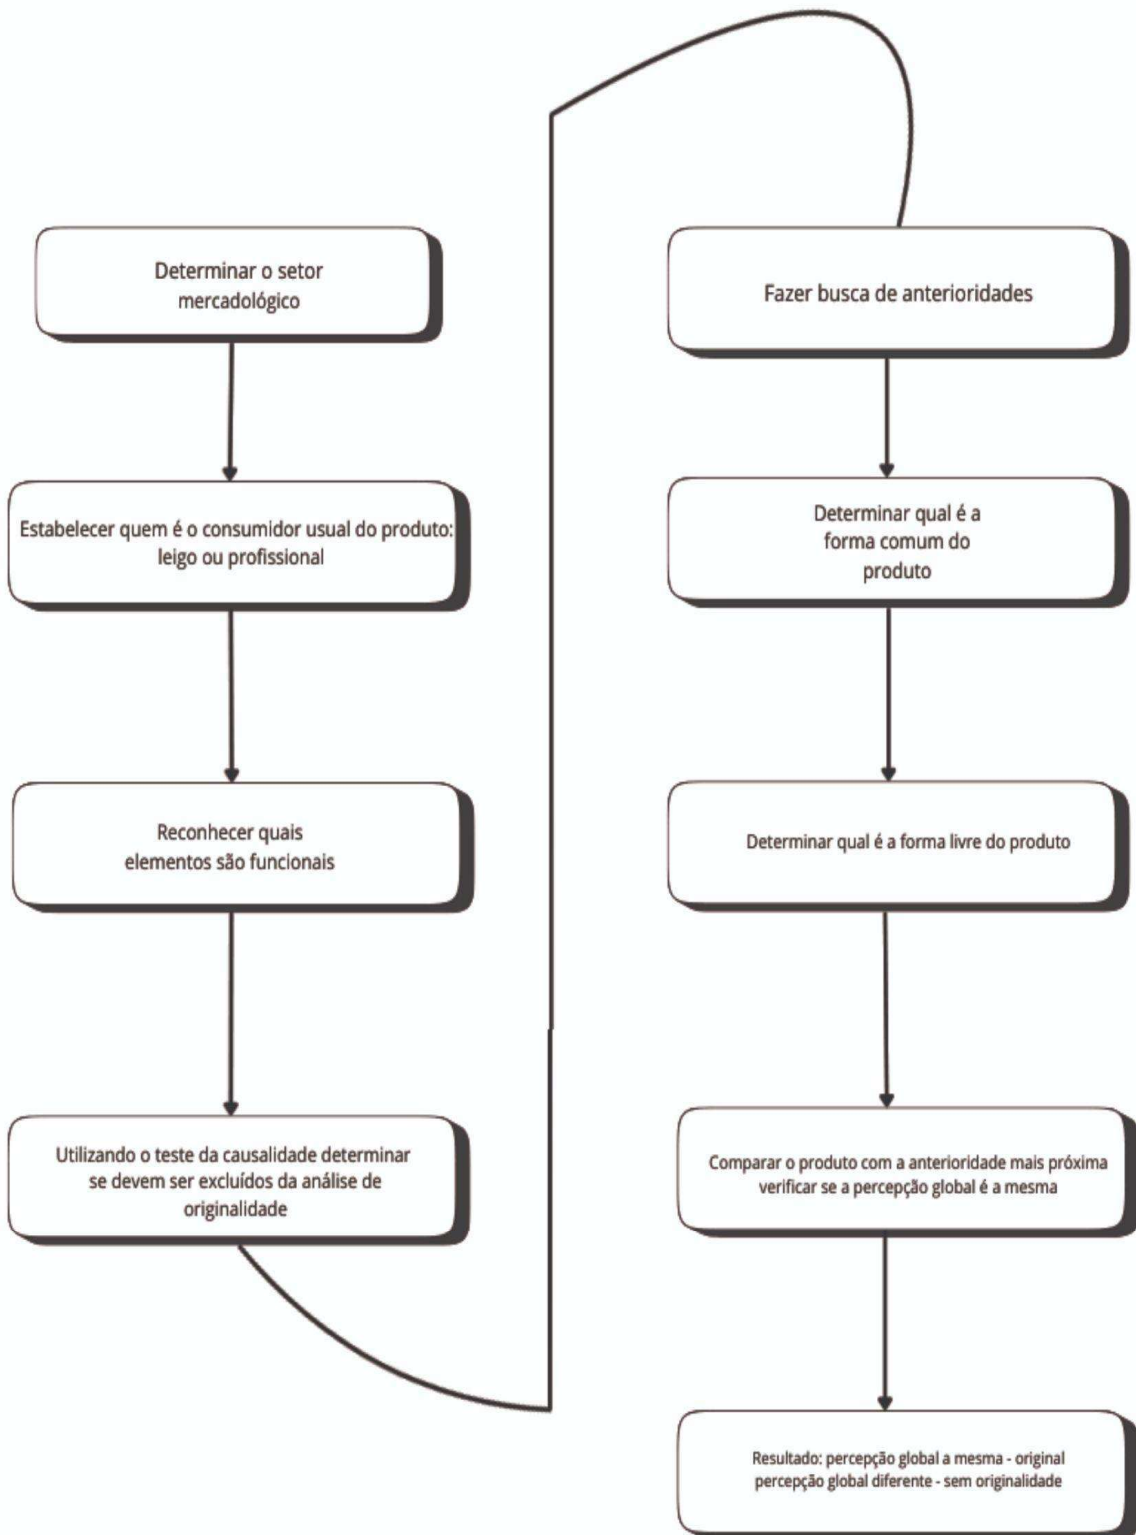 Determinar o setor
mercadológico
Estabelecer quem é o consumidor usual do produto:
leigo ou profissional
Reconhecer quais
elementos são funcionais
Utilizando o teste da causalidade determinar
se devem ser excluídos da análise de
originalidade
Fazer busca de anterioridades
Determinar qual é a
forma comum do
produto
Determinar qual é a forma livre do produto
Comparar o produto com a anterioridade mais próxima
verificar se a percepção global é a mesma
Resultado: percepção global a mesma - original
percepção global diferente - sem originalidade